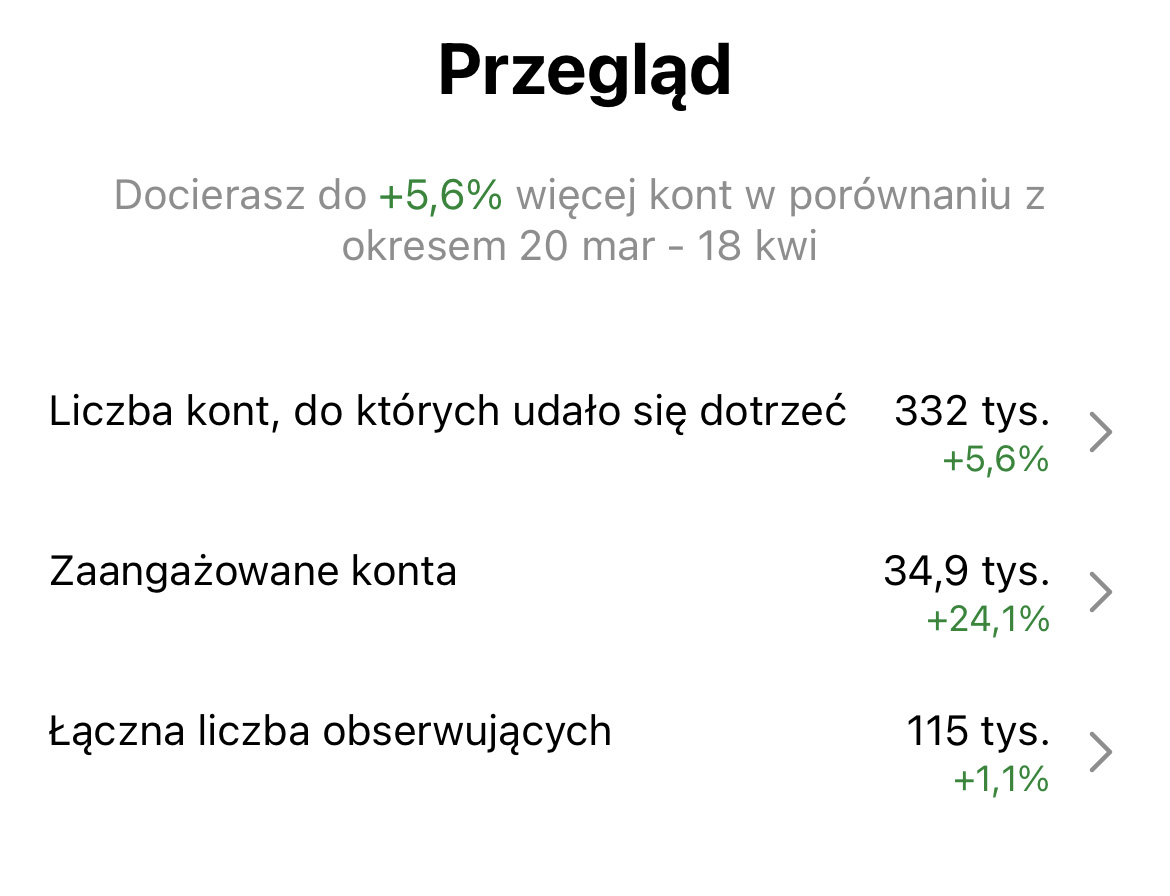 Przegląd
Docierasz do +5,6% więcej kont w porównaniu z
okresem 20 mar - 18 kwi
Liczba kont, do których udało się dotrzeć 332 tys.
+5,6%
Zaangażowane konta 34,9 tys.
+24,1%
Łączna liczba obserwujących 115 tys.
+1,1%